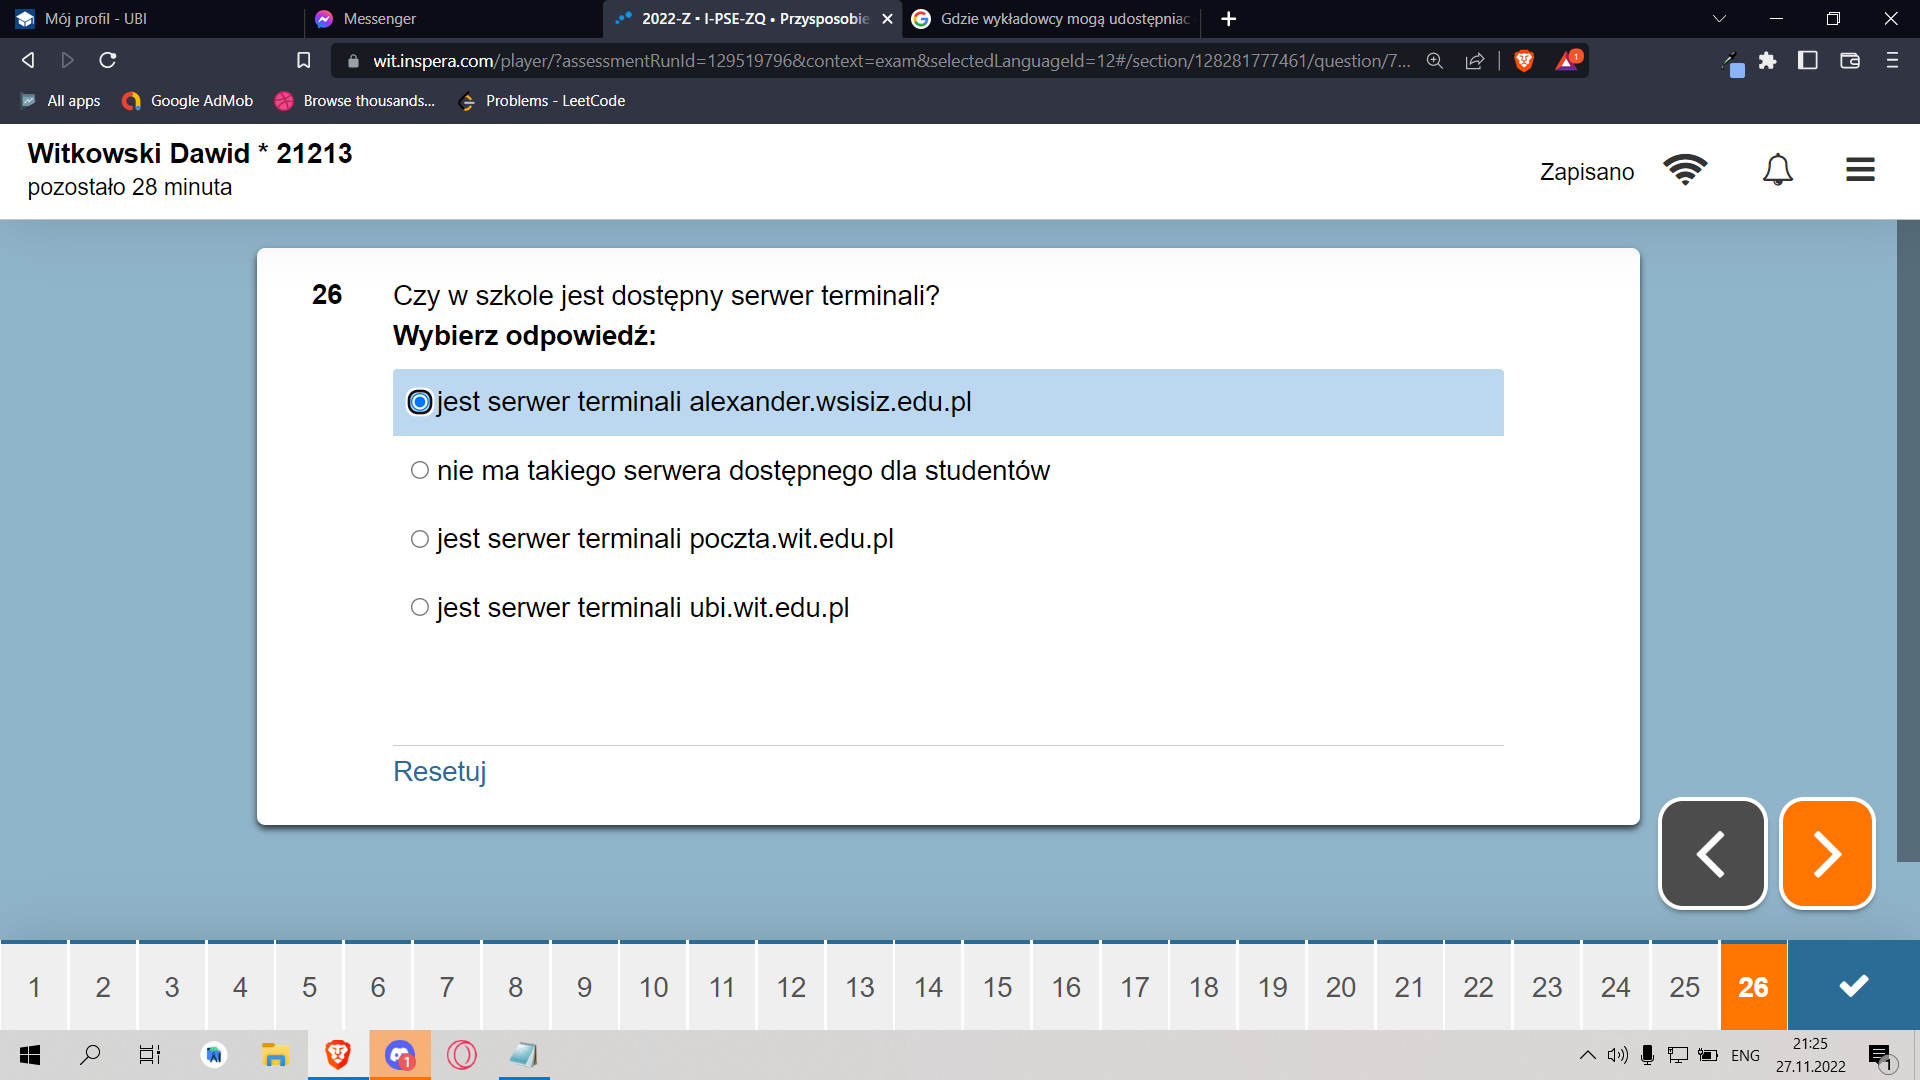 Mój profil - UBI
Messenger
2022-Z • I-PSE-ZQ • Przysposobie
Gdzie wykładowcy mogą udostępniać
wit.inspera.com/player/?assessmentRunId=129519796&context=exam&selectedLanguageId=12#/section/128281777461/question/7...
1
All apps
Google AdMob
Browse thousands...
Problems - LeetCode
Witkowski Dawid * 21213
pozostało 28 minuta
Zapisano
26
Czy w szkole jest dostępny serwer terminali?
Wybierz odpowiedź:
jest serwer terminali alexander.wsisiz.edu.pl
nie ma takiego serwera dostępnego dla studentów
jest serwer terminali poczta.wit.edu.pl
jest serwer terminali ubi.wit.edu.pl
Resetuj
1 2 3 4 5 6 7 8 9 10 11 12 13 14 15 16 17 18 19 20 21 22 23 24 25 26
1
ENG
21:25
27.11.2022
1